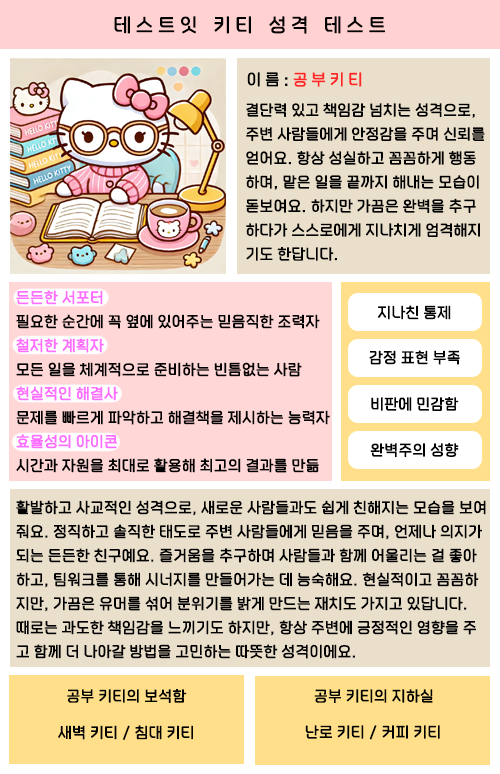 테스트잇 키티 성격 테스트
HELLO KITTY
HELLO KITTY
HELLO KITTY
HELLO KITTY
이름 : 공부키티
결단력 있고 책임감 넘치는 성격으로,
주변 사람들에게 안정감을 주며 신뢰를
얻어요. 항상 성실하고 꼼꼼하게 행동
하며, 맡은 일을 끝까지 해내는 모습이
돋보여요. 하지만 가끔은 완벽을 추구
하다가 스스로에게 지나치게 엄격해지
기도 한답니다.
든든한 서포터
필요한 순간에 꼭 옆에 있어주는 믿음직한 조력자
철저한 계획자
모든 일을 체계적으로 준비하는 빈틈없는 사람
현실적인 해결사
문제를 빠르게 파악하고 해결책을 제시하는 능력자
효율성의 아이콘
시간과 자원을 최대로 활용해 최고의 결과를 만듦
지나친 통제
감정 표현 부족
비판에 민감함
완벽주의 성향
활발하고 사교적인 성격으로, 새로운 사람들과도 쉽게 친해지는 모습을 보여
줘요. 정직하고 솔직한 태도로 주변 사람들에게 믿음을 주며, 언제나 의지가
되는 든든한 친구예요. 즐거움을 추구하며 사람들과 함께 어울리는 걸 좋아
하고, 팀워크를 통해 시너지를 만들어가는 데 능숙해요. 현실적이고 꼼꼼하
지만, 가끔은 유머를 섞어 분위기를 밝게 만드는 재치도 가지고 있답니다.
때로는 과도한 책임감을 느끼기도 하지만, 항상 주변에 긍정적인 영향을 주
고 함께 더 나아갈 방법을 고민하는 따뜻한 성격이에요.
공부 키티의 보석함
새벽 키티 / 침대 키티
공부 키티의 지하실
난로 키티 / 커피 키티